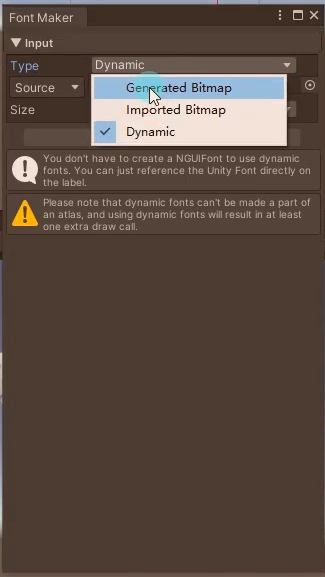 Font Maker
Input
Type
Dynamic
Source
Generated Bitmap
Imported Bitmap
Size
Dynamic
You don't have to create a NGUIFont to use dynamic
fonts. You can just reference the Unity Font directly on
the label.
Please note that dynamic fonts can't be made a part of
an atlas, and using dynamic fonts will result in at least
one extra draw call.